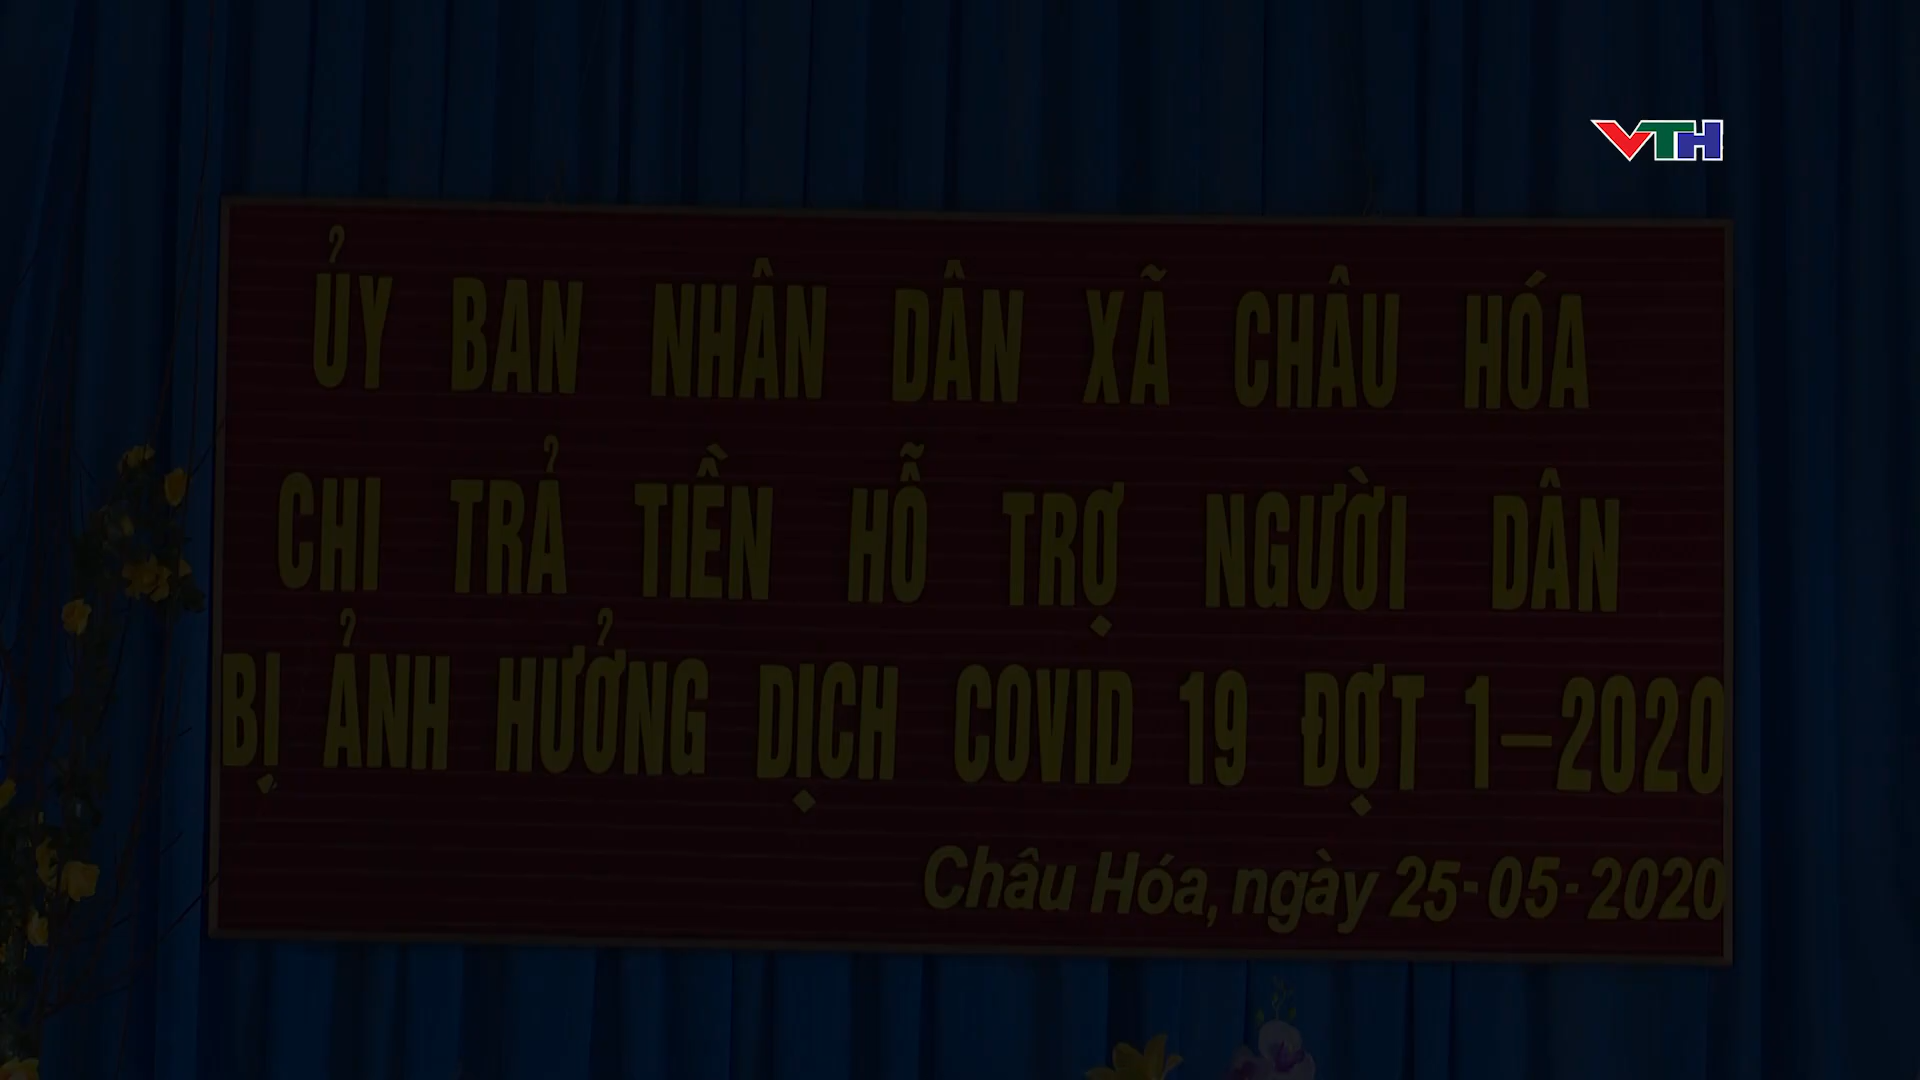 VTH
ỦY BAN NHÂN DÂN XÃ CHÂU HÓA
CHI TRẢ TIỀN HỖ TRỢ NGƯỜI DÂN
BỊ ẢNH HƯỞNG DỊCH COVID 19 ĐỢT 1-2020
Châu Hóa, ngày 25-05-2020